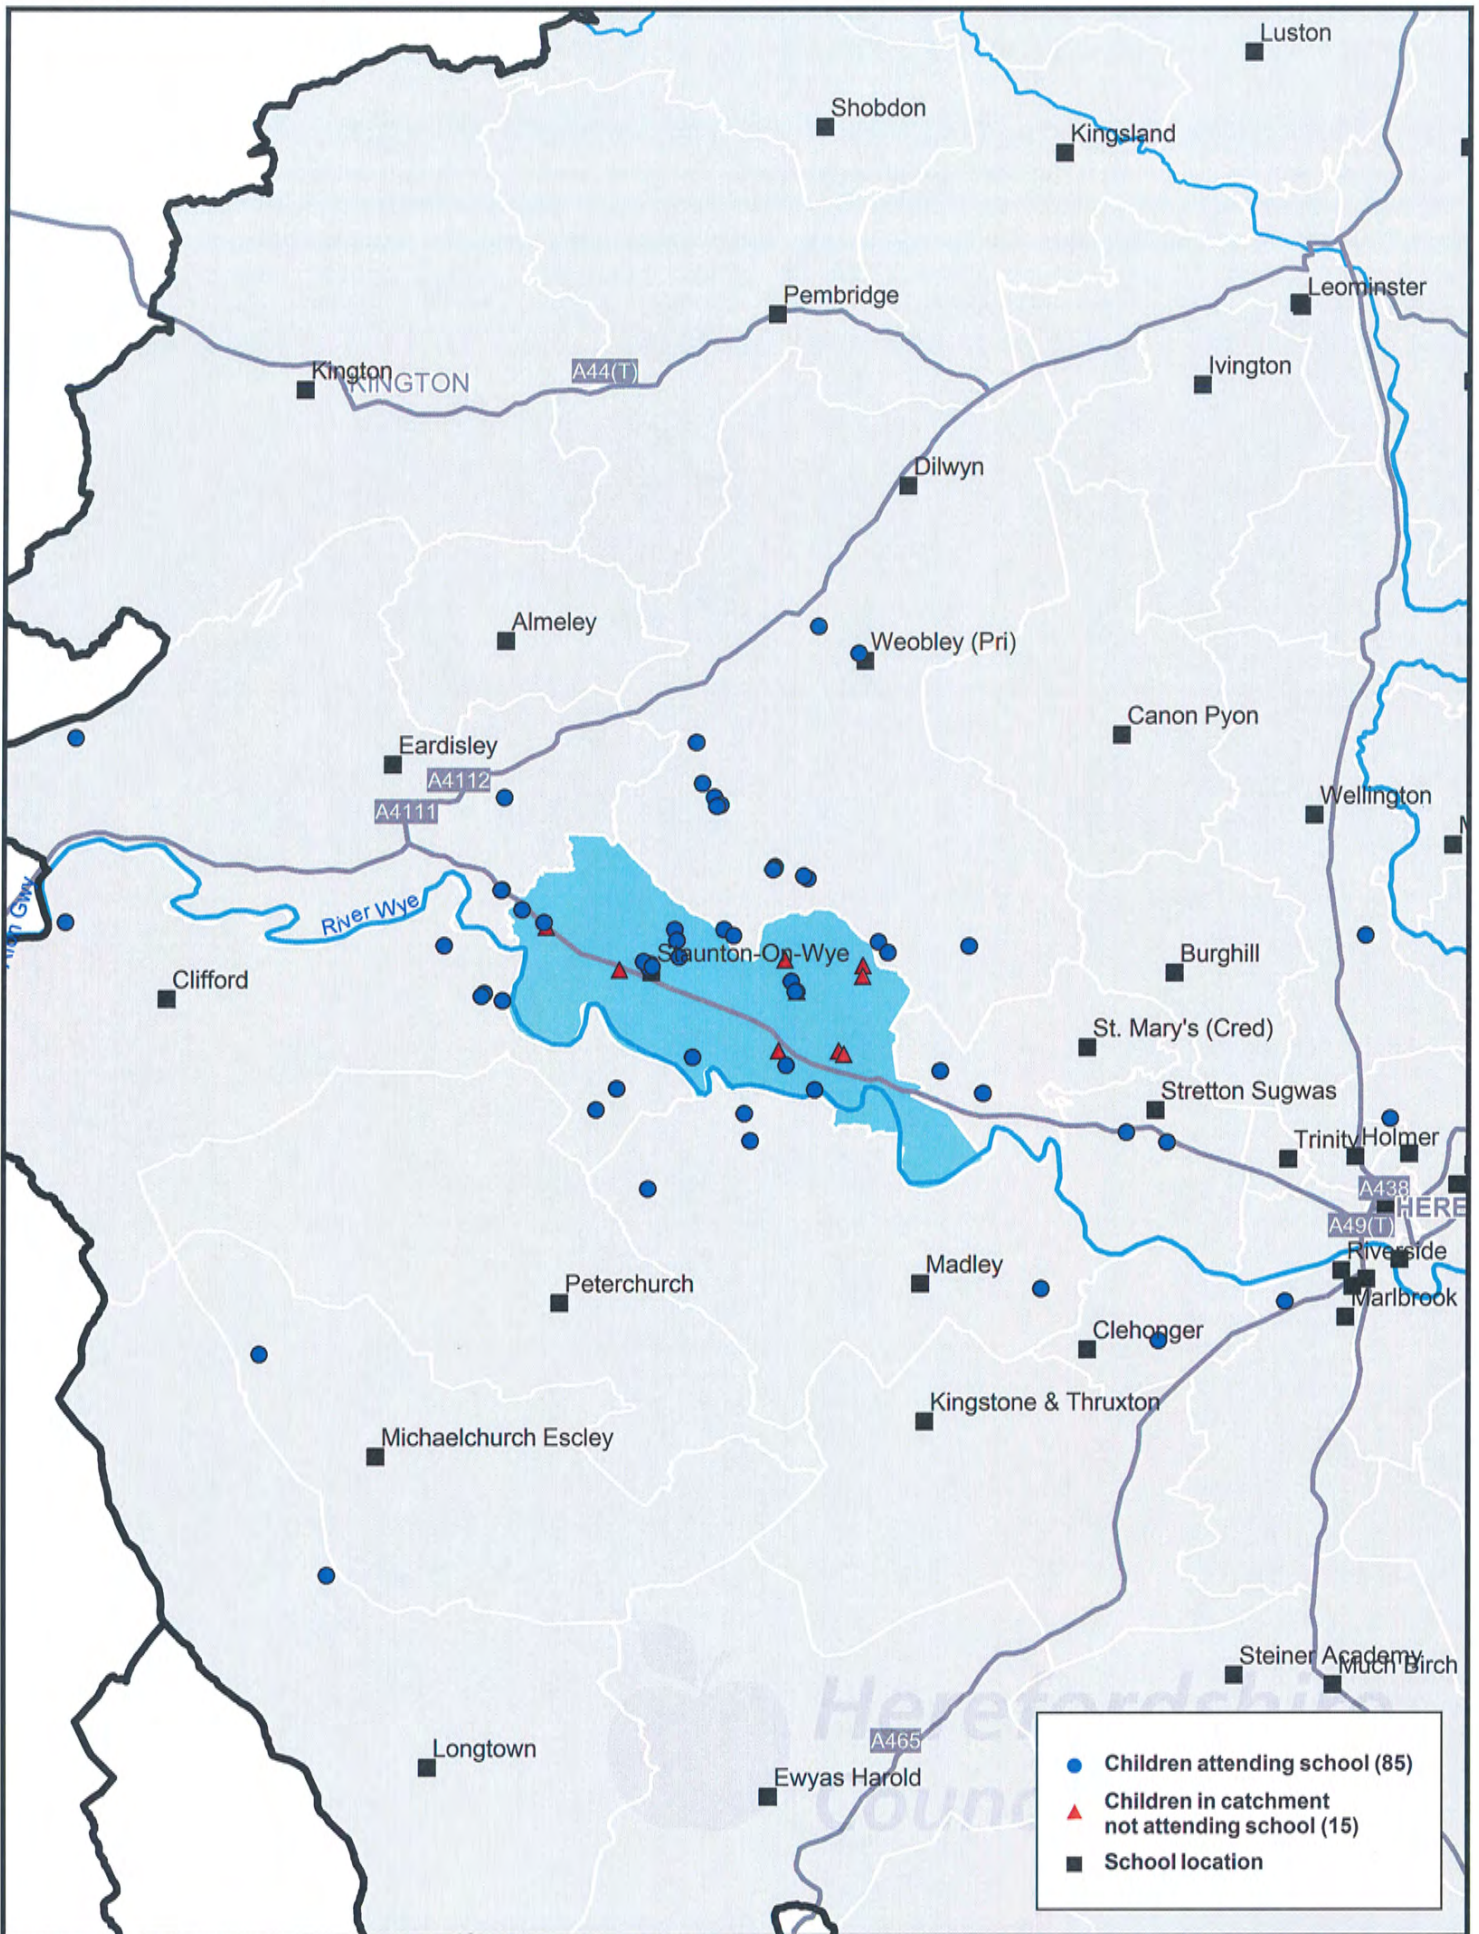 Luston
Shobdon
Kingsland
Pembridge
Leominster
Kington
KINGTON
A44(T)
Ivington
Dilwyn
Almeley
Weobley (Pri)
Canon Pyon
Eardisley
A4112
A4111
Wellington
River Wye
Staunton-On-Wye
Burghill
Clifford
St. Mary's (Cred)
Stretton Sugwas
Trinity
Holmer
A438
HERE
A49(T)
Riverside
Madley
Peterchurch
Marlbrook
Clehonger
Kingstone & Thruxton
Michaelchurch Escley
Steiner Academy
Much Birch
Herefordshire
A465
Longtown
Ewyas Harold
Children attending school (85)
Children in catchment
not attending school (15)
School location